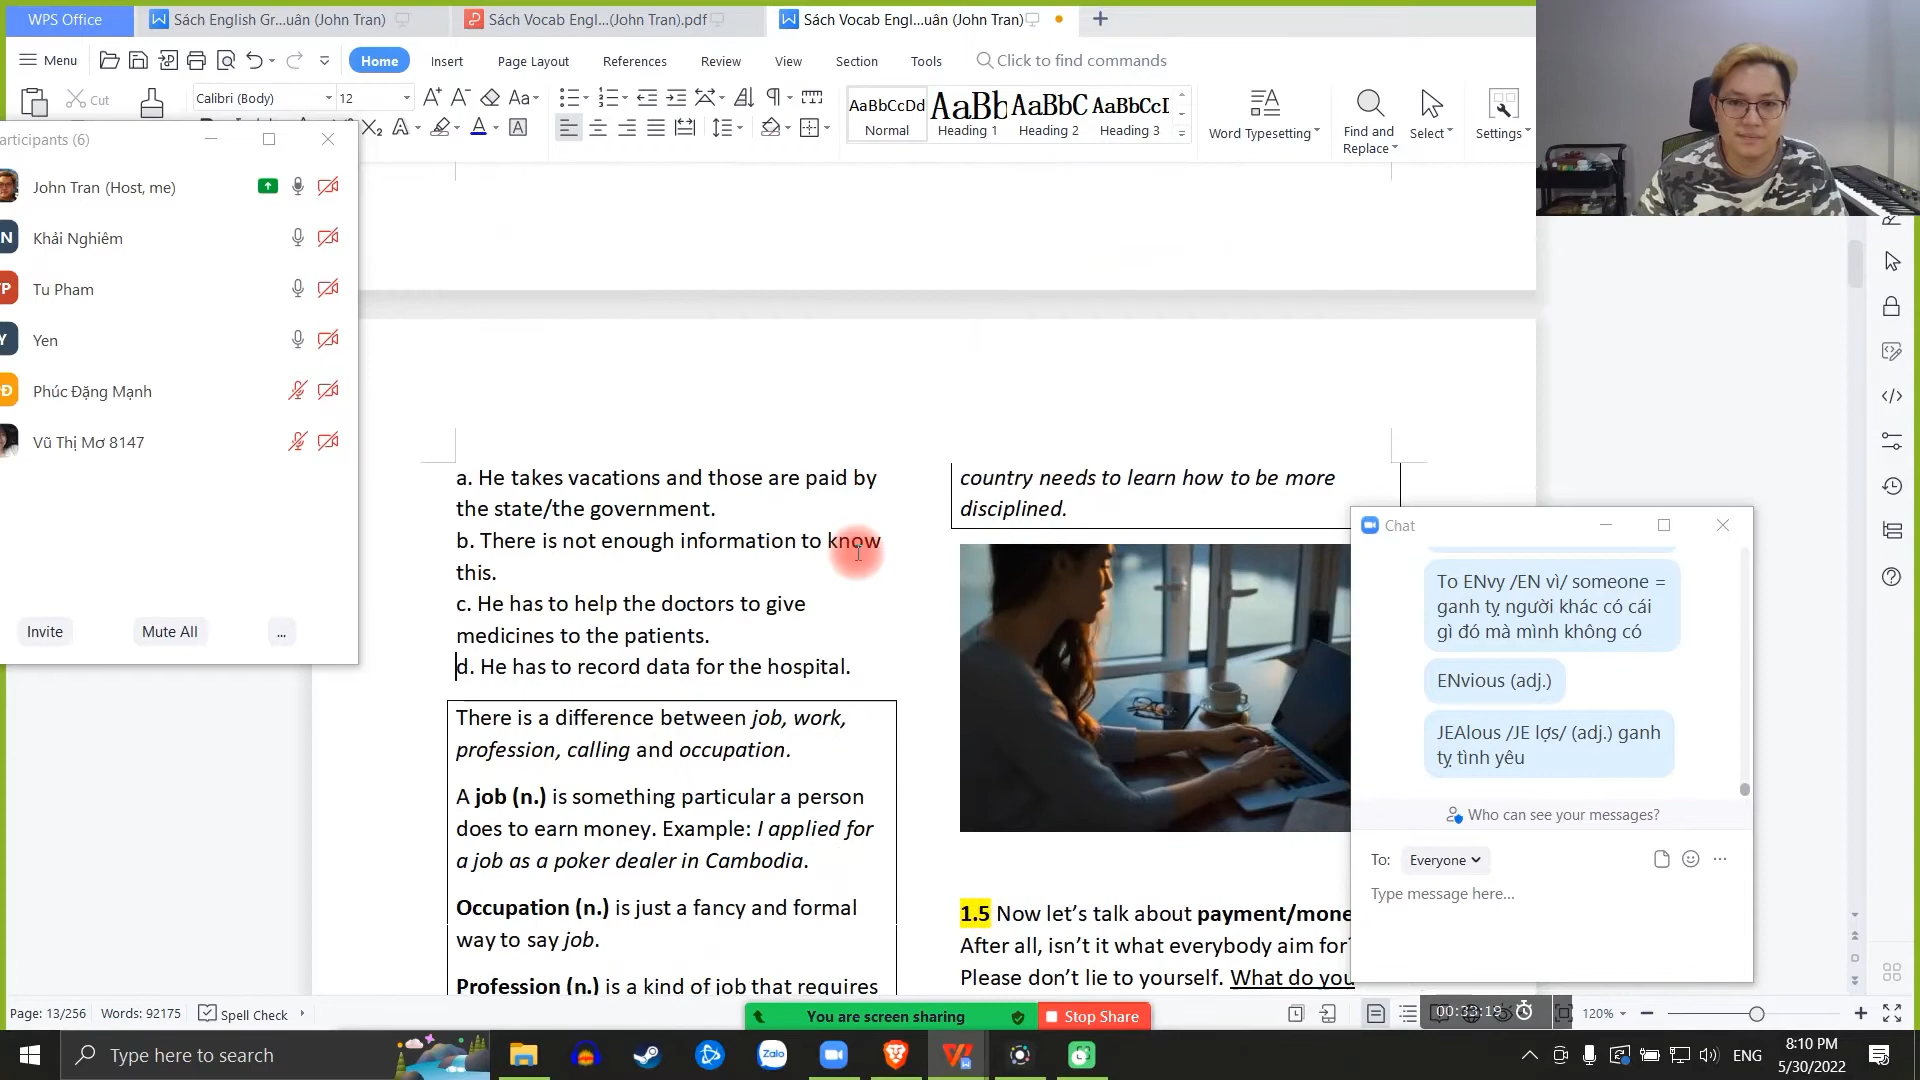 WPS Office
Sách English Gr...uân (John Tran)
Sách Vocab Engl...(John Tran).pdf
Sách Vocab Engl...uân (John Tran)
Menu
Home
Insert
Page Layout
References
Review
View
Section
Tools
Click to find commands
Cut
Calibri (Body)
12
AaBbCcDd
Normal
AaBb
Heading 1
AaBbC
Heading 2
AaBbCcI
Heading 3
Word Typesetting
Find and
Replace
Select
Settings
articipants (6)
John Tran (Host, me)
N
Khải Nghiêm
P
Tu Pham
Y
Yen
Đ
Phúc Đặng Mạnh
Vũ Thị Mơ 8147
Invite
Mute All
...
a. He takes vacations and those are paid by
the state/the government.
b. There is not enough information to know
this.
c. He has to help the doctors to give
medicines to the patients.
d. He has to record data for the hospital.
There is a difference between job, work,
profession, calling and occupation.
A job (n.) is something particular a person
does to earn money. Example: I applied for
a job as a poker dealer in Cambodia.
Occupation (n.) is just a fancy and formal
way to say job.
Profession (n.) is a kind of job that requires
country needs to learn how to be more
disciplined.
1.5 Now let's talk about payment/mone
After all, isn't it what everybody aim for?
Please don't lie to yourself. What do you
Chat
To ENvy /EN vì/ someone =
ganh tỵ người khác có cái
gì đó mà mình không có
ENvious (adj.)
JEAlous /JE lợs/ (adj.) ganh
tỵ tình yêu
Who can see your messages?
To: Everyone
Type message here...
Page: 13/256
Words: 92175
Spell Check
You are screen sharing
Stop Share
00:33:19
120%
Type here to search
Zalo
ENG
8:10 PM
5/30/2022